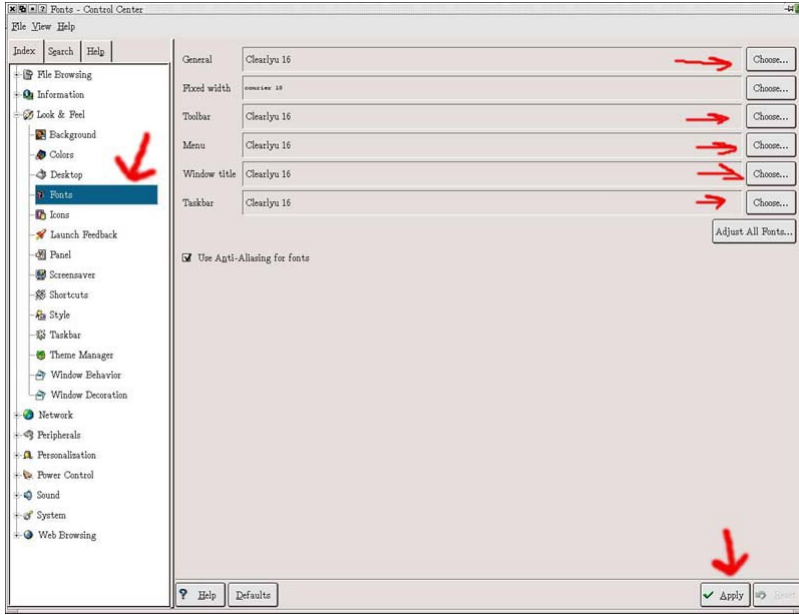 Fonts - Control Center
File View Help
Index Search Help
File Browsing
Information
Look & Feel
Background
Colors
Desktop
Fonts
Icons
Launch Feedback
Panel
Screensaver
Shortcuts
Style
Taskbar
Theme Manager
Window Behavior
Window Decoration
Network
Peripherals
Personalization
Power Control
Sound
System
Web Browsing
General Clearlyu 16 Choose...
Fixed width courier 10 Choose...
Toolbar Clearlyu 16 Choose...
Menu Clearlyu 16 Choose...
Window title Clearlyu 16 Choose...
Taskbar Clearlyu 16 Choose...
Adjust All Fonts...
Use Anti-Aliasing for fonts
? Help Defaults Apply Reset